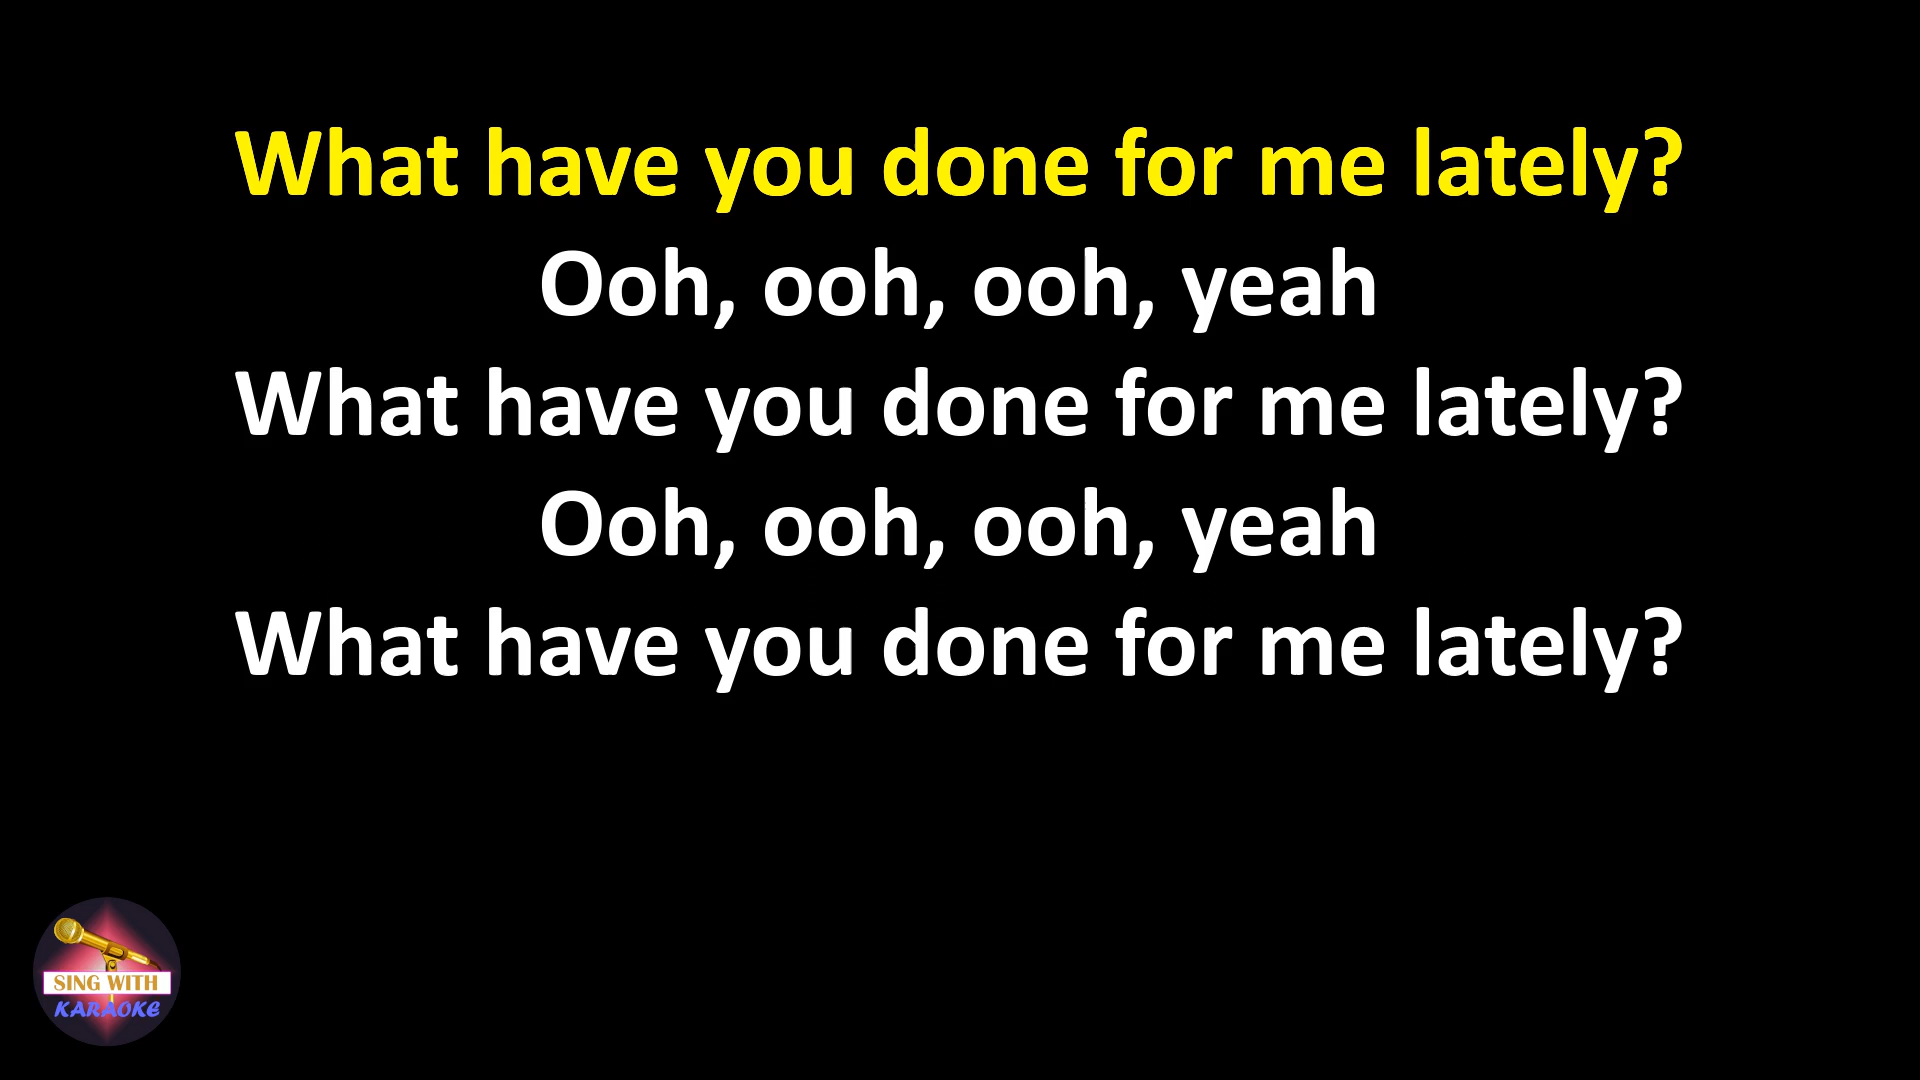 What have you done for me lately?
Ooh, ooh, ooh, yeah
What have you done for me lately?
Ooh, ooh, ooh, yeah
What have you done for me lately?
SING WITH
KARAOKE